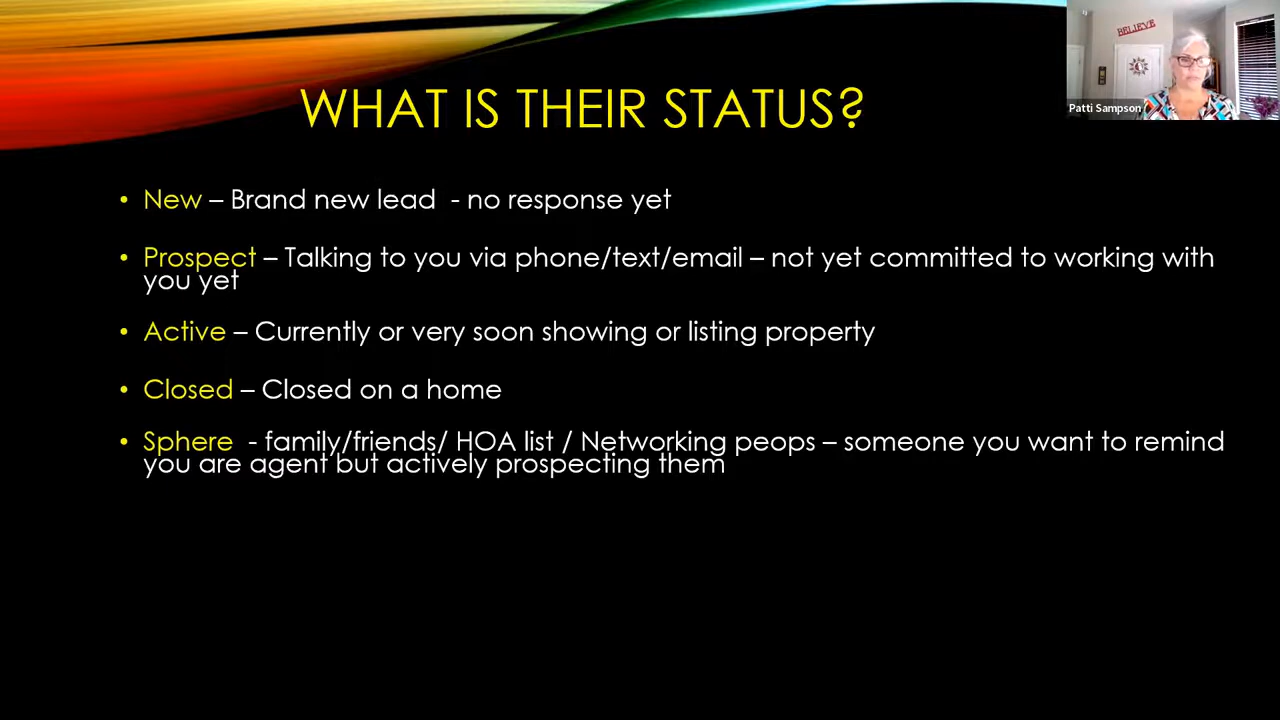 BELIEVE
Patti Sampson
WHAT IS THEIR STATUS?
• New – Brand new lead - no response yet
• Prospect – Talking to you via phone/text/email – not yet committed to working with
you yet
• Active – Currently or very soon showing or listing property
• Closed – Closed on a home
• Sphere - family/friends/ HOA list / Networking peops – someone you want to remind
you are agent but actively prospecting them